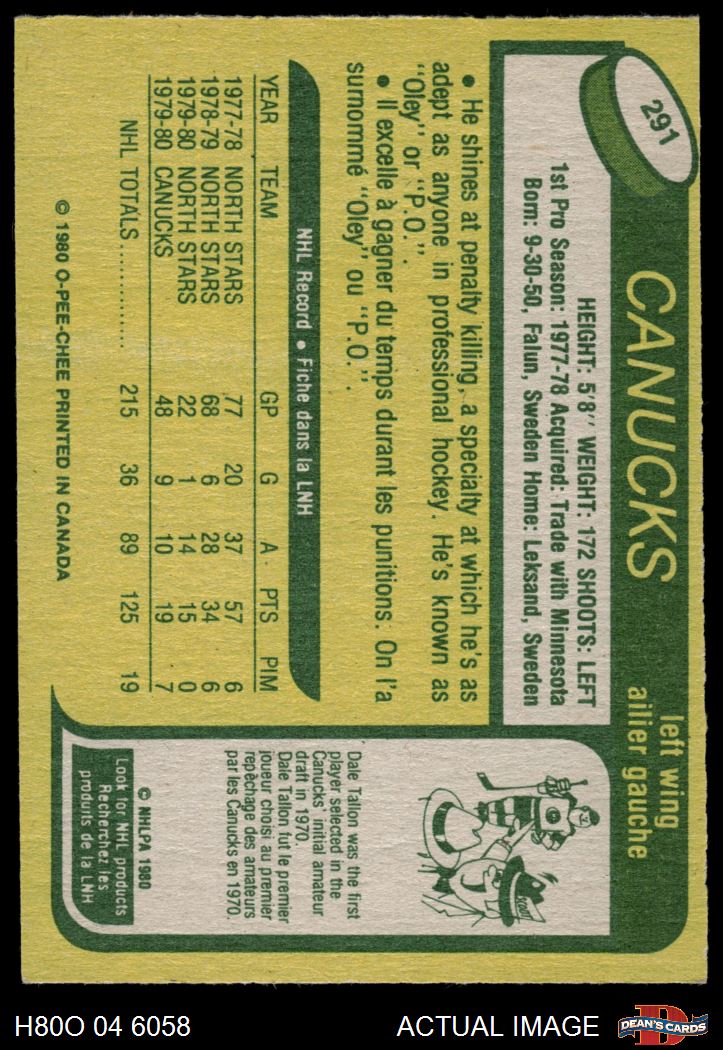 291
CANUCKS
left wing
ailier gauche
HEIGHT: 5'8" WEIGHT: 172 SHOOTS: LEFT
1st Pro Season: 1977-78 Acquired: Trade with Minnesota
Born: 9-30-50, Falun, Sweden Home: Leksand, Sweden
• He shines at penalty killing, a specialty at which he's as
adept as anyone in professional hockey. He's known as
"Oley" or "P.O.".
• Il excelle à gagner du temps durant les punitions. On l'a
surnommé "Oley" ou "P.O.".
NHL Record • Fiche dans la LNH
YEAR TEAM GP G A PTS PIM
1977-78 NORTH STARS 77 20 37 57 6
1978-79 NORTH STARS 68 6 28 34 6
1979-80 NORTH STARS 22 1 14 15 0
1979-80 CANUCKS 48 9 10 19 7
NHL TOTALS............. 215 36 89 125 19
© 1980 O-PEE-CHEE PRINTED IN CANADA
SCOUT
Dale Tallon was the first
player selected in the
Canucks' initial amateur
draft in 1970.
Dale Tallon fut le premier
joueur choisi au premier
repêchage des amateurs
par les Canucks en 1970.
© NHLPA 1980
Look for NHL products
Recherchez les
produits de la LNH
H80O 04 6058
ACTUAL IMAGE
D
DEAN'S CARDS